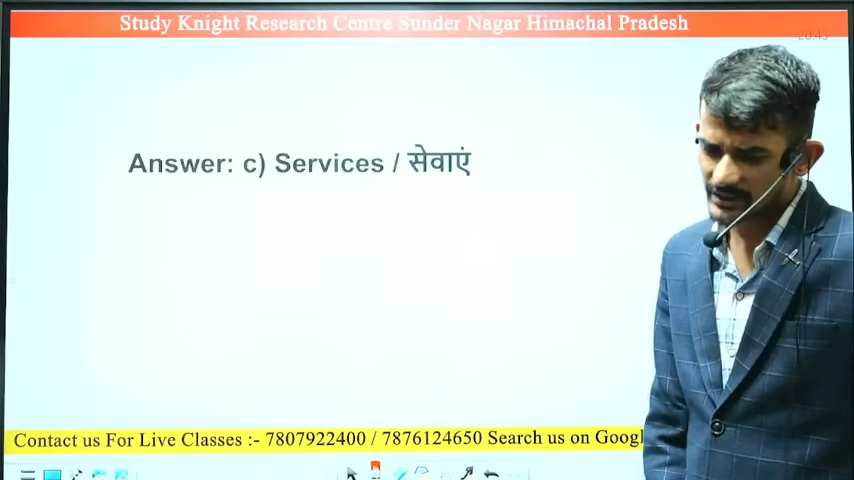 Study Knight Research Centre Sunder Nagar Himachal Pradesh
20:43
Answer: c) Services / सेवाएं
Contact us For Live Classes :- 7807922400 / 7876124650 Search us on Googl